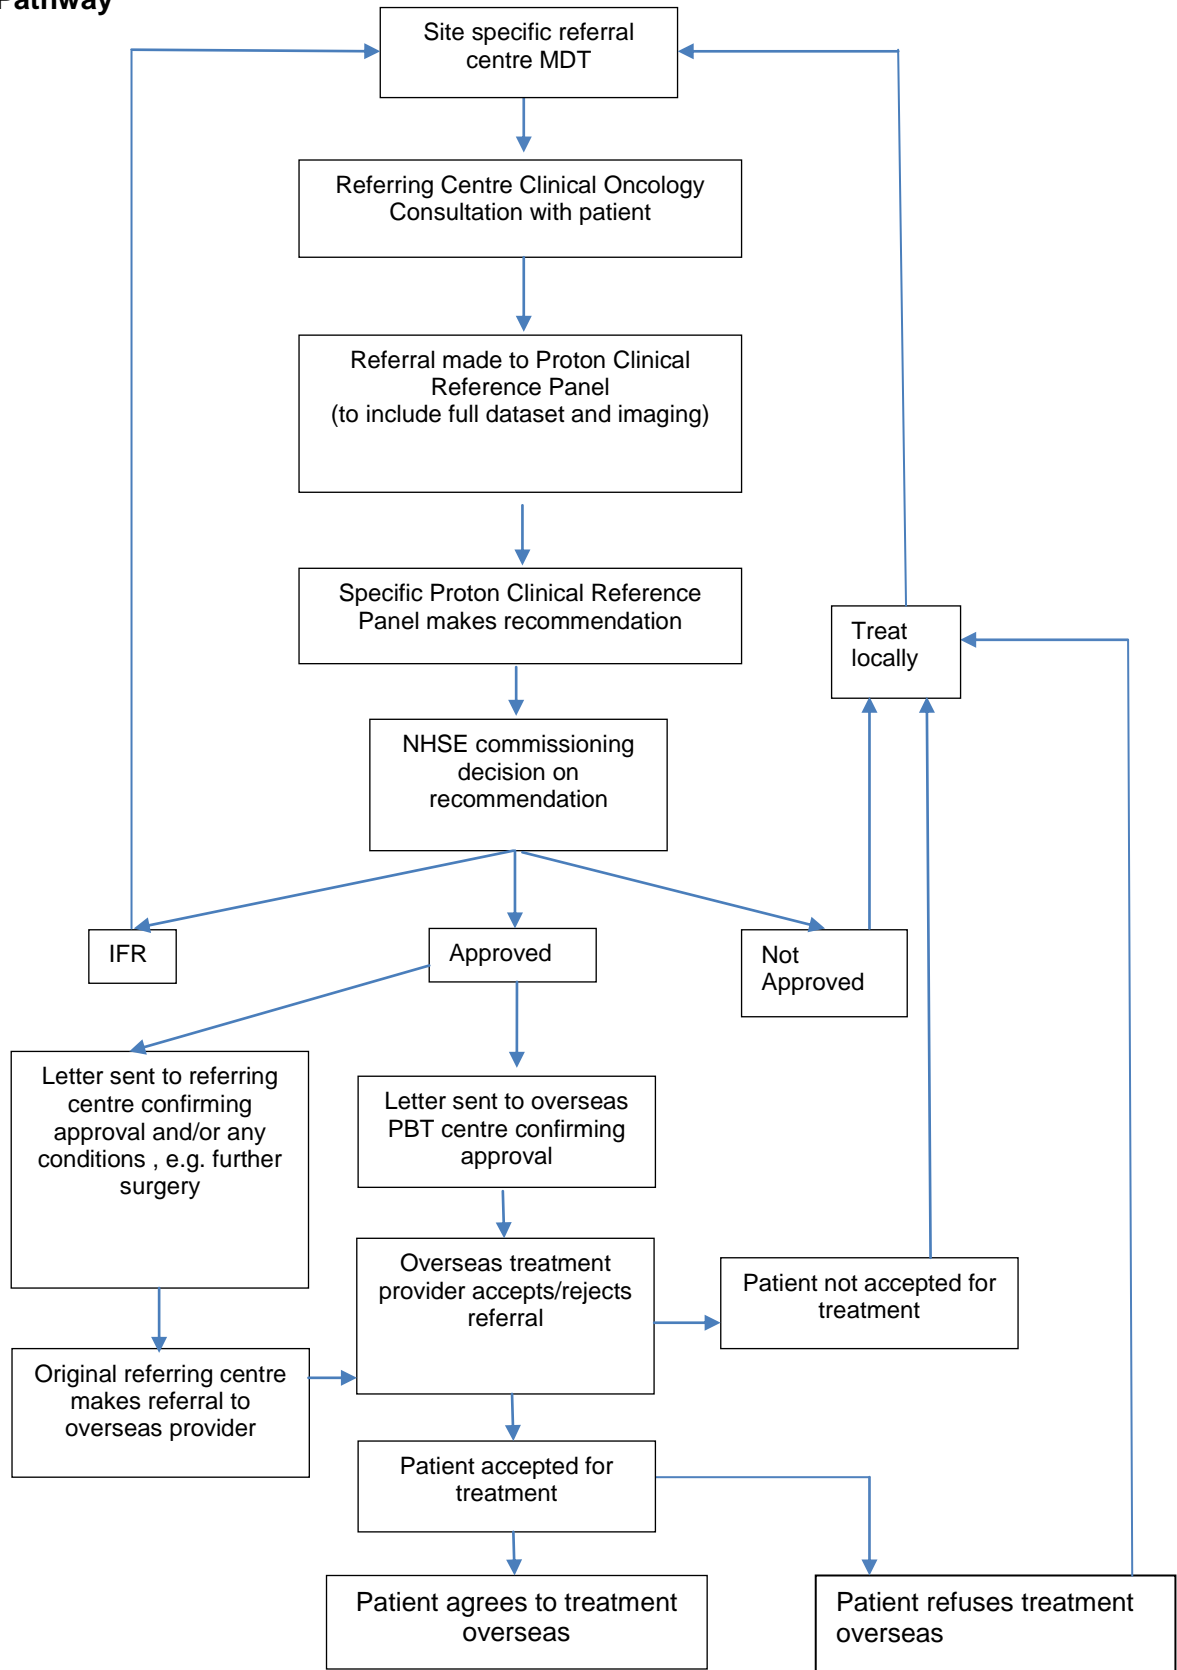 Pathway
Site specific referral
centre MDT
Referring Centre Clinical Oncology
Consultation with patient
Referral made to Proton Clinical
Reference Panel
(to include full dataset and imaging)
Specific Proton Clinical Reference
Panel makes recommendation
Treat
locally
NHSE commissioning
decision on
recommendation
IFR
Approved
Not
Approved
Letter sent to referring
centre confirming
approval and/or any
conditions , e.g. further
surgery
Letter sent to overseas
PBT centre confirming
approval
Overseas treatment
provider accepts/rejects
referral
Patient not accepted for
treatment
Original referring centre
makes referral to
overseas provider
Patient accepted for
treatment
Patient agrees to treatment
overseas
Patient refuses treatment
overseas